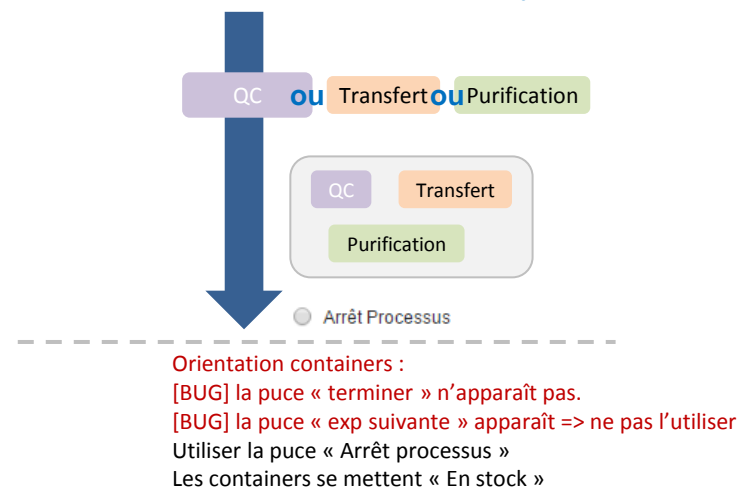 QC ou Transfert ou Purification
QC Transfert
Purification
Arrêt Processus
Orientation containers :
[BUG] la puce « terminer » n’apparaît pas.
[BUG] la puce « exp suivante » apparaît => ne pas l’utiliser
Utiliser la puce « Arrêt processus »
Les containers se mettent « En stock »